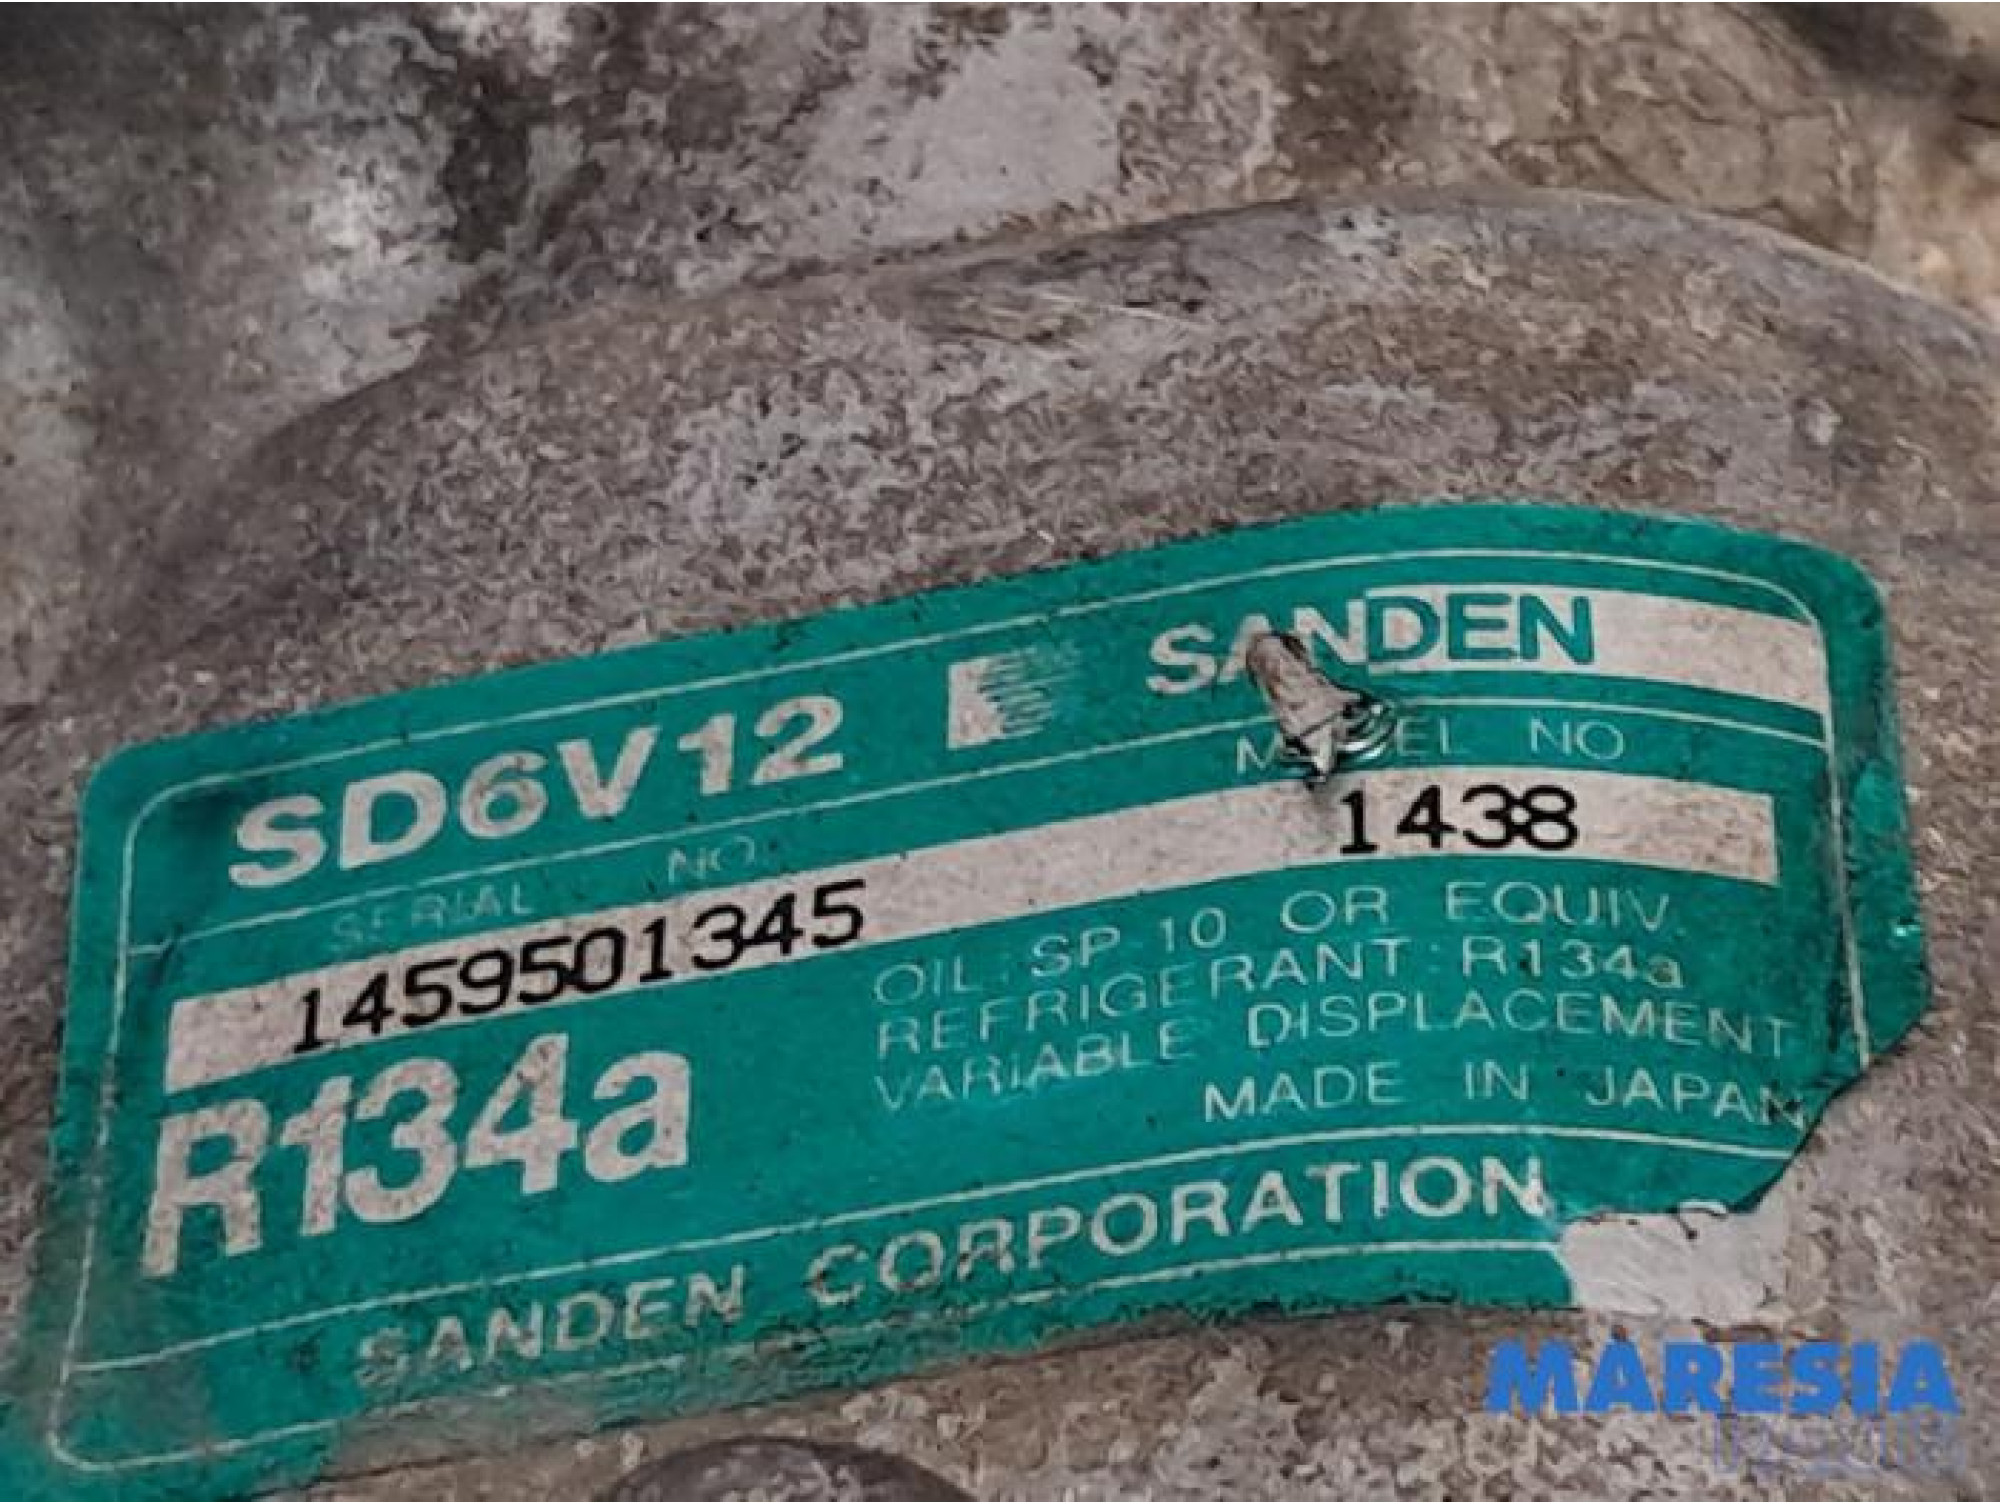 SD6V12 SANDEN
SERIAL NO. MODEL NO
1459501345 1438
R134a
OIL : SP 10 OR EQUIV.
REFRIGERANT : R134a
VARIABLE DISPLACEMENT
MADE IN JAPAN
SANDEN CORPORATION
MARESIA